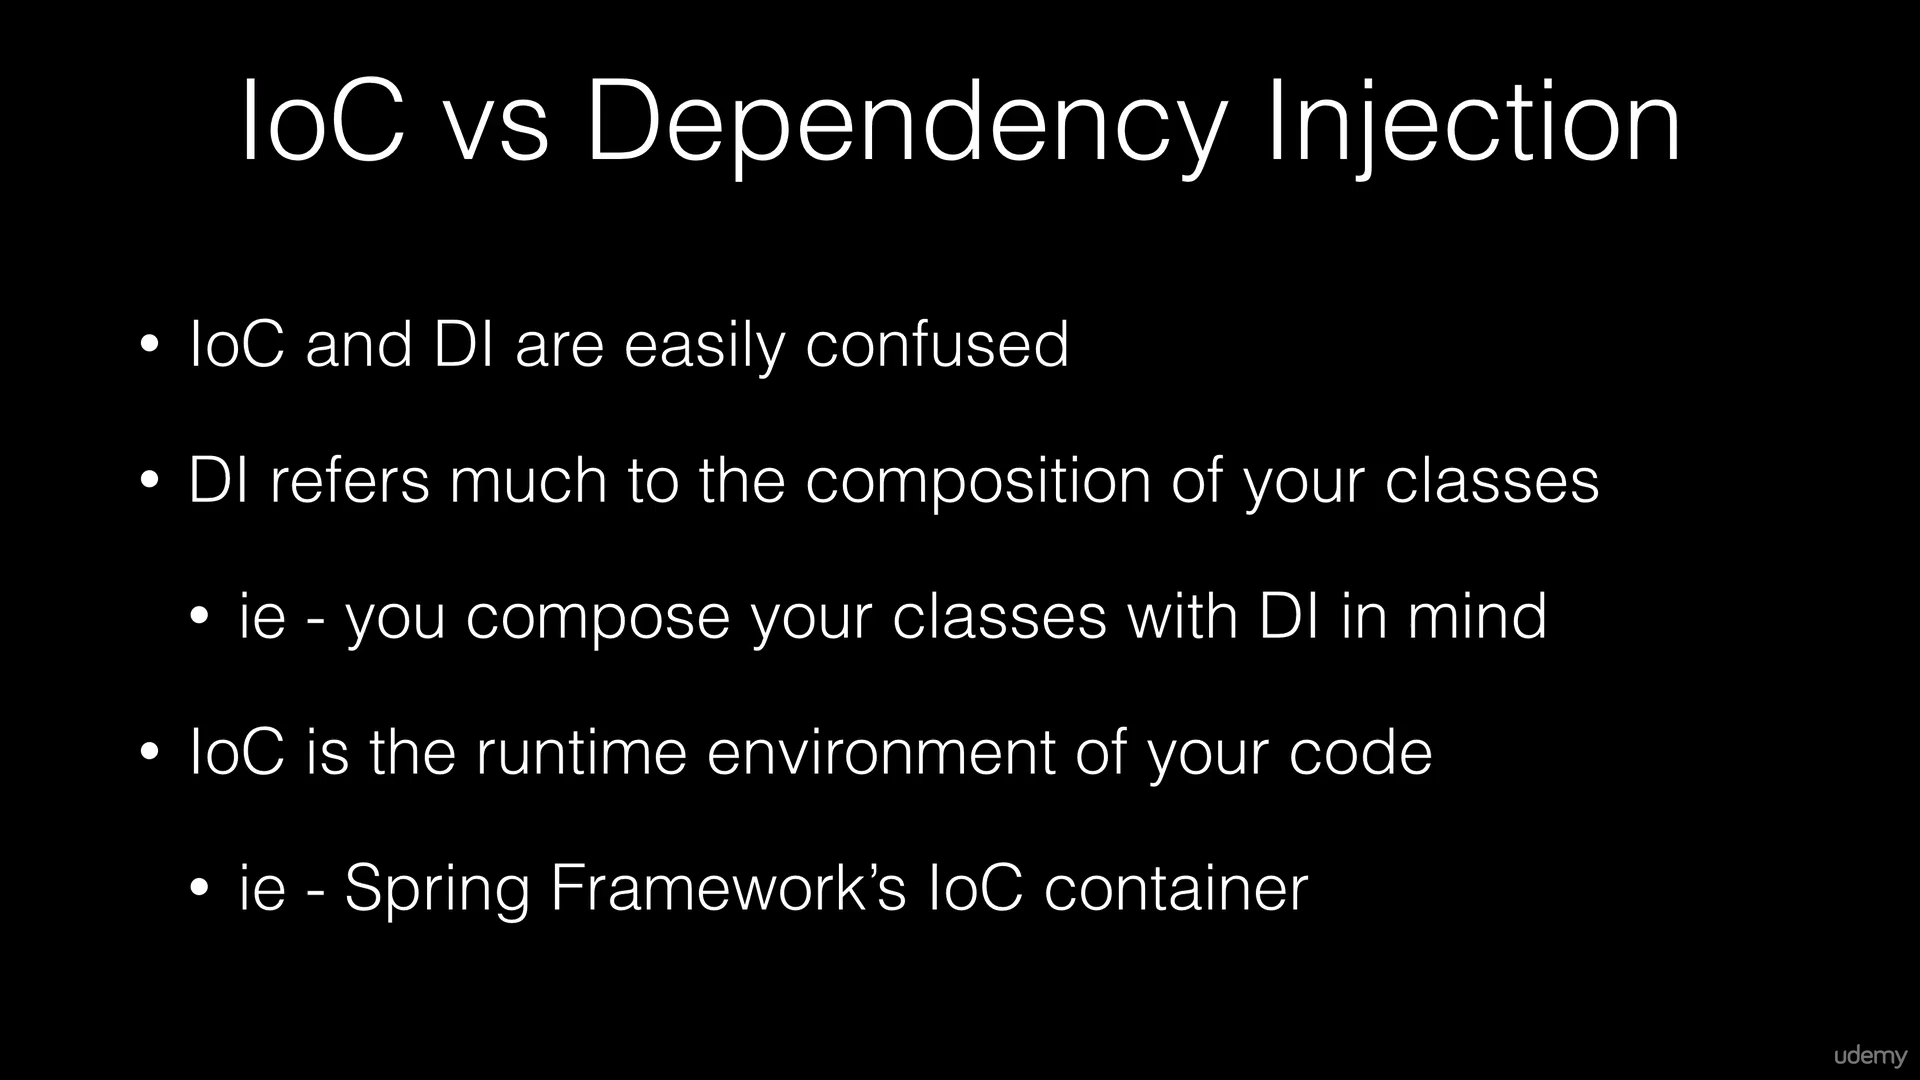 IoC vs Dependency Injection
• IoC and DI are easily confused
• DI refers much to the composition of your classes
• ie - you compose your classes with DI in mind
• IoC is the runtime environment of your code
• ie - Spring Framework’s IoC container
udemy